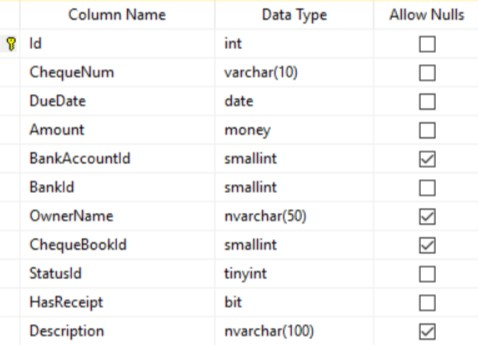 Column Name Data Type Allow Nulls
Id int
ChequeNum varchar(10)
DueDate date
Amount money
BankAccountId smallint
BankId smallint
OwnerName nvarchar(50)
ChequeBookId smallint
StatusId tinyint
HasReceipt bit
Description nvarchar(100)